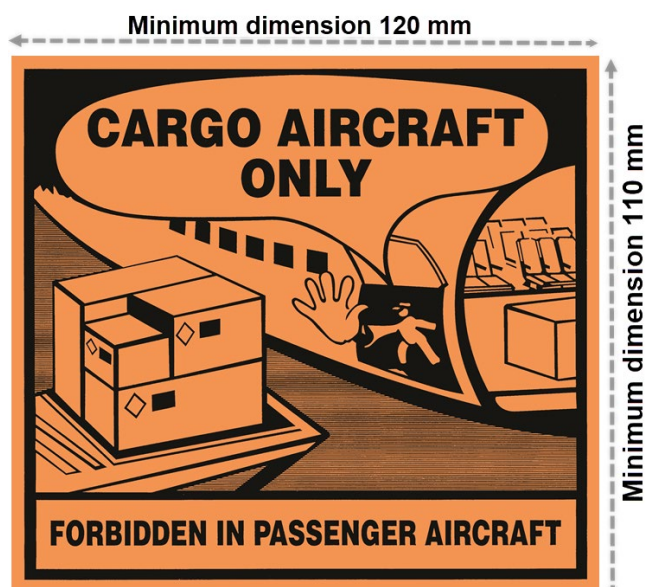 Minimum dimension 120 mm
CARGO AIRCRAFT
ONLY
FORBIDDEN IN PASSENGER AIRCRAFT
Minimum dimension 110 mm